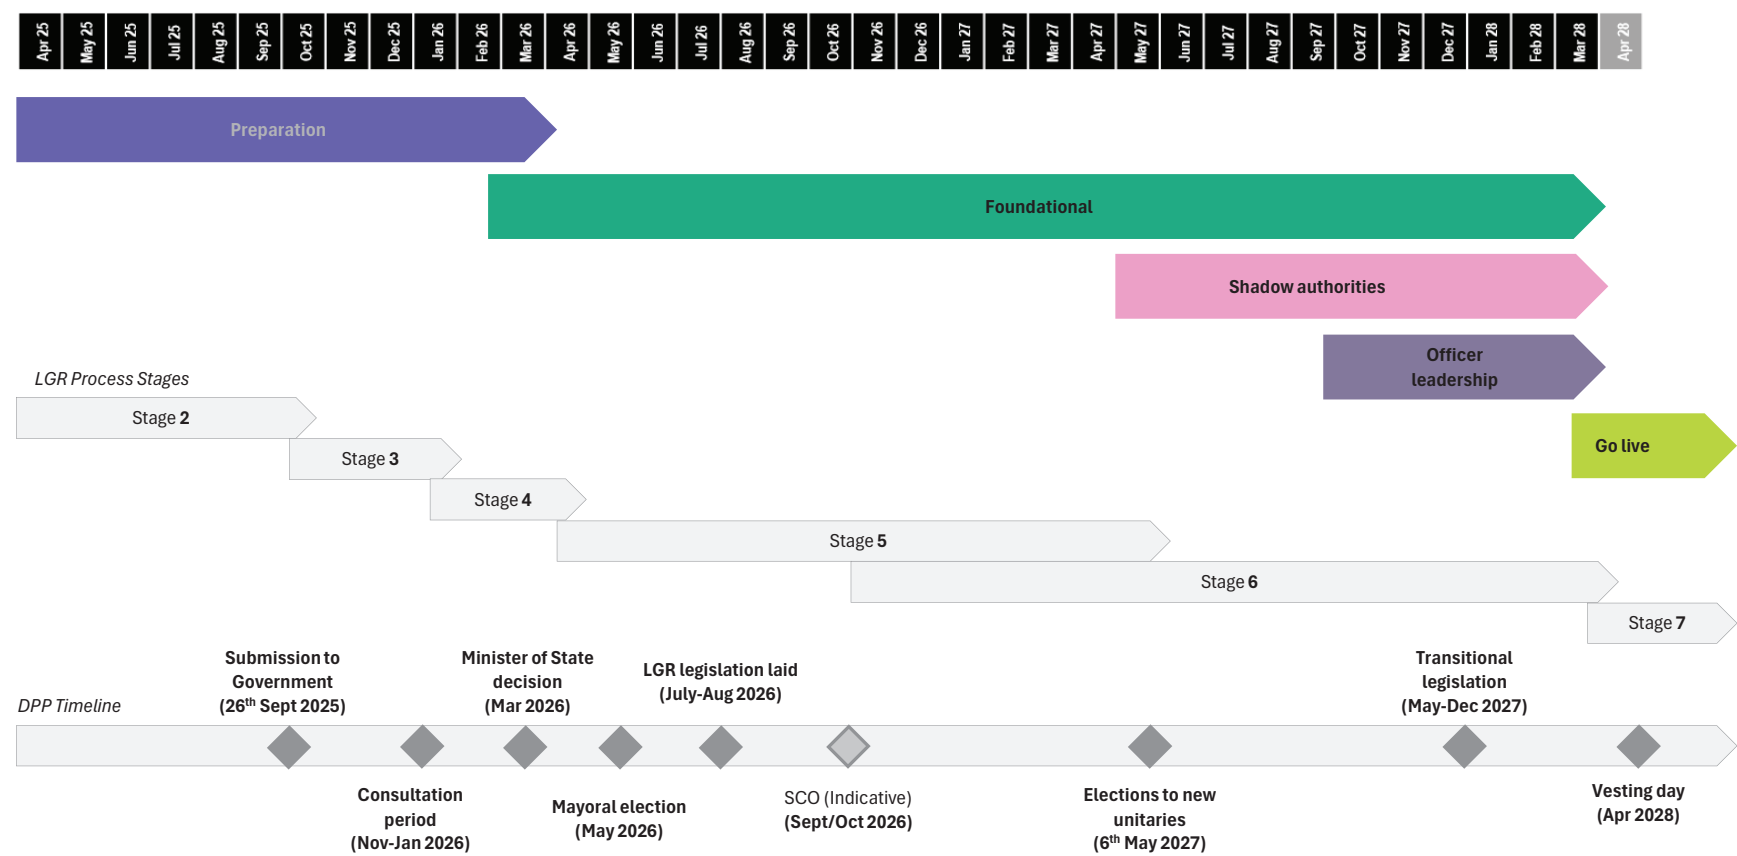 Apr 25
May 25
Jun 25
Jul 25
Aug 25
Sep 25
Oct 25
Nov 25
Dec 25
Jan 26
Feb 26
Mar 26
Apr 26
May 26
Jun 26
Jul 26
Aug 26
Sep 26
Oct 26
Nov 26
Dec 26
Jan 27
Feb 27
Mar 27
Apr 27
May 27
Jun 27
Jul 27
Aug 27
Sep 27
Oct 27
Nov 27
Dec 27
Jan 28
Feb 28
Mar 28
Apr 28
Preparation
Foundational
Shadow authorities
Officer
leadership
Go live
LGR Process Stages
Stage 2
Stage 3
Stage 4
Stage 5
Stage 6
Stage 7
DPP Timeline
Submission to
Government
(26th Sept 2025)
Minister of State
decision
(Mar 2026)
LGR legislation laid
(July-Aug 2026)
Transitional
legislation
(May-Dec 2027)
Consultation
period
(Nov-Jan 2026)
Mayoral election
(May 2026)
SCO (Indicative)
(Sept/Oct 2026)
Elections to new
unitaries
(6th May 2027)
Vesting day
(Apr 2028)